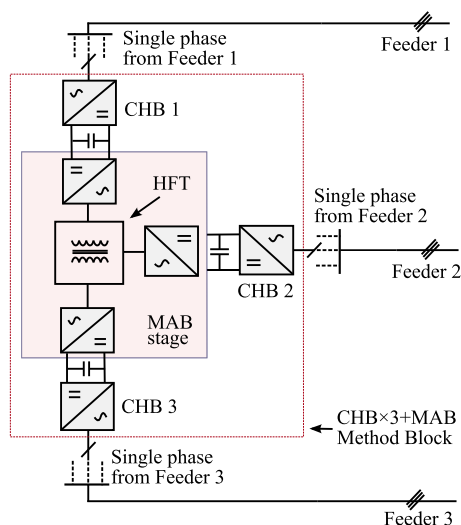 Single phase
from Feeder 1
Feeder 1
CHB 1
HFT
Single phase
from Feeder 2
Feeder 2
CHB 2
MAB
stage
CHB 3
CHB×3+MAB
Method Block
Single phase
from Feeder 3
Feeder 3